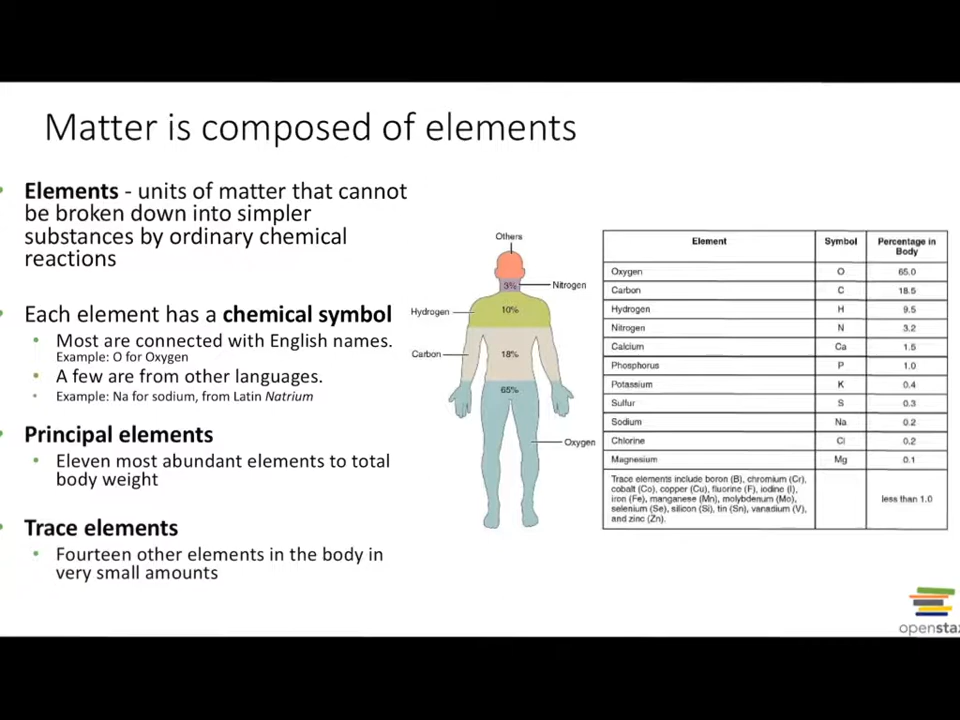 Matter is composed of elements
• Elements - units of matter that cannot
be broken down into simpler
substances by ordinary chemical
reactions
• Each element has a chemical symbol
• Most are connected with English names.
Example: O for Oxygen
• A few are from other languages.
• Example: Na for sodium, from Latin Natrium
• Principal elements
• Eleven most abundant elements to total
body weight
• Trace elements
• Fourteen other elements in the body in
very small amounts
Others
3%
Nitrogen
Hydrogen
10%
Carbon
18%
65%
Oxygen
Element Symbol Percentage in
Body
Oxygen O 65.0
Carbon C 18.5
Hydrogen H 9.5
Nitrogen N 3.2
Calcium Ca 1.5
Phosphorus P 1.0
Potassium K 0.4
Sulfur S 0.3
Sodium Na 0.2
Chlorine Cl 0.2
Magnesium Mg 0.1
Trace elements include boron (B), chromium (Cr),
cobalt (Co), copper (Cu), fluorine (F), iodine (I),
iron (Fe), manganese (Mn), molybdenum (Mo),
selenium (Se), silicon (Si), tin (Sn), vanadium (V),
and zinc (Zn).
less than 1.0
openstax